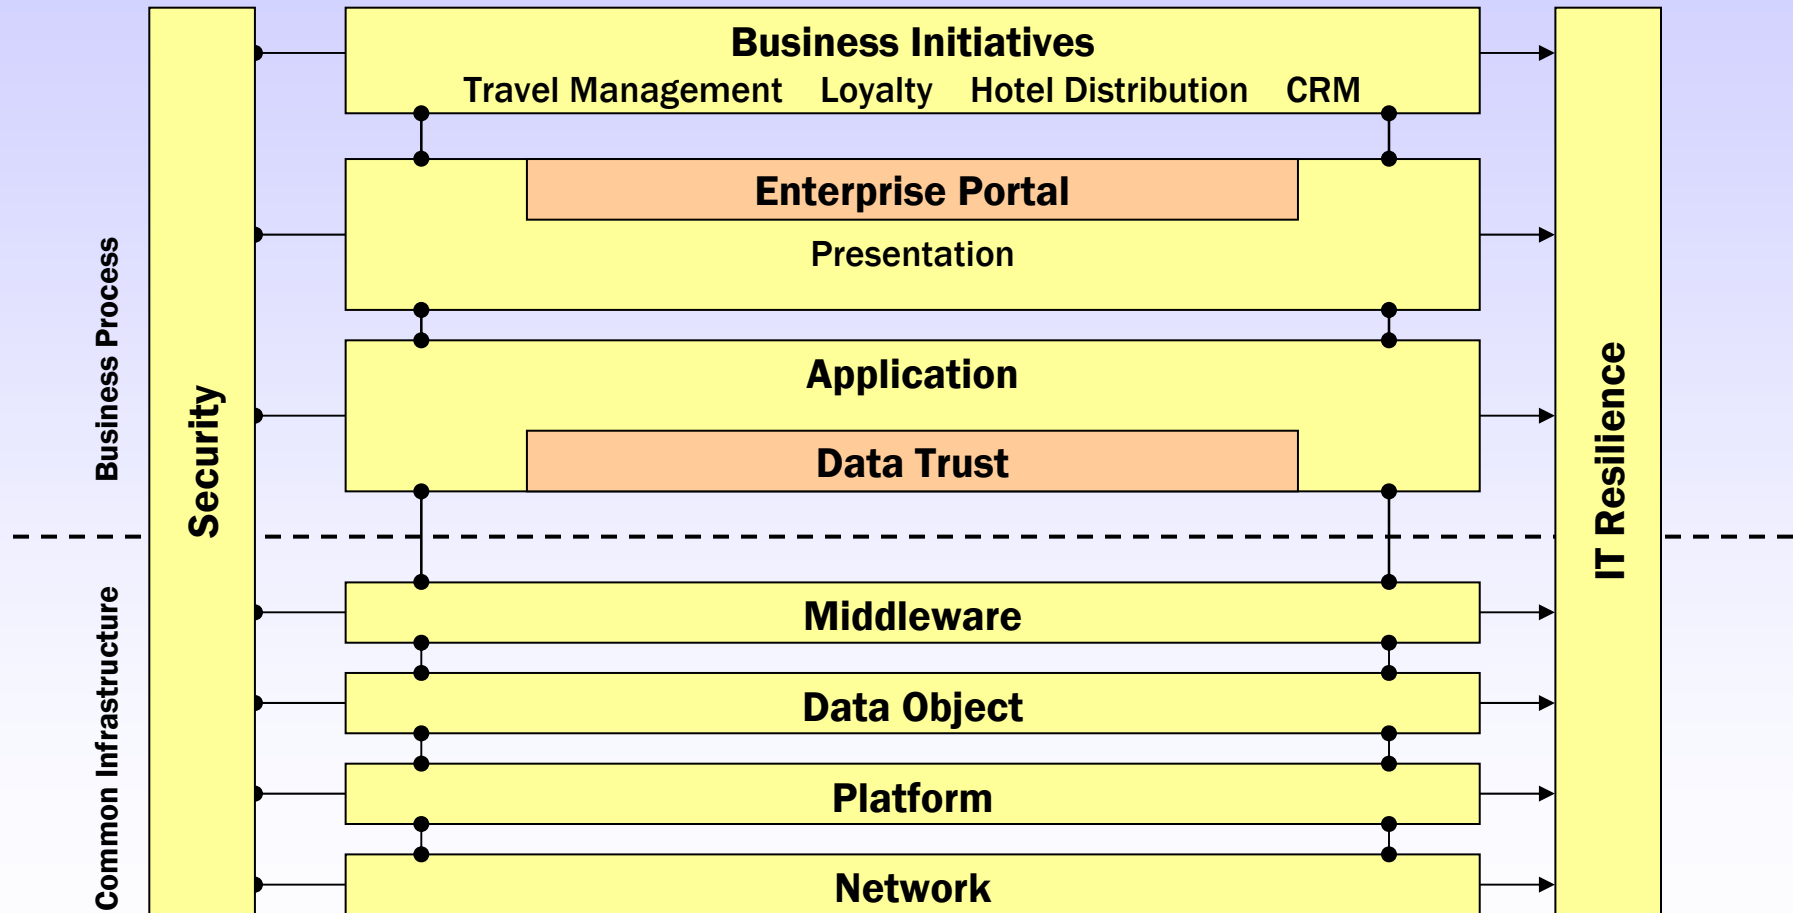 Business Initiatives
Travel Management Loyalty Hotel Distribution CRM
Enterprise Portal
Presentation
Business Process
Security
Application
Data Trust
IT Resilience
Common Infrastructure
Middleware
Data Object
Platform
Network